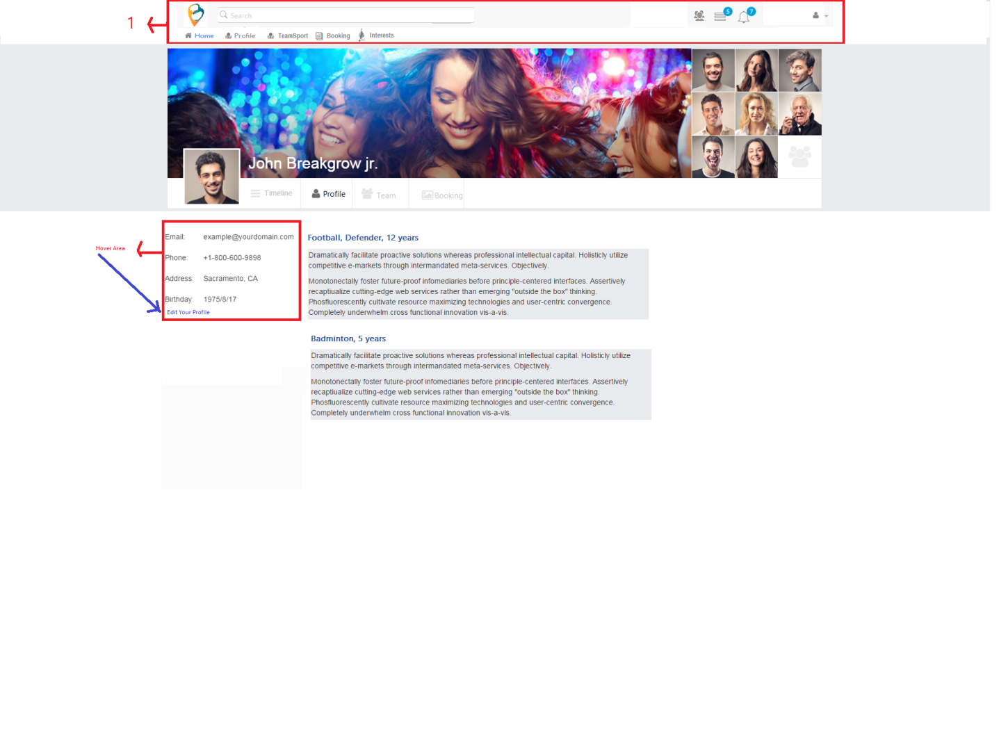 1
Search
5
7
Home Profile TeamSport Booking Interests
John Breakgrow jr.
Timeline Profile Team Booking
Hover Area
Email: example@yourdomain.com
Phone: +1-800-600-9898
Address: Sacramento, CA
Birthday: 1975/8/17
Edit Your Profile
Football, Defender, 12 years
Dramatically facilitate proactive solutions whereas professional intellectual capital. Holisticly utilize
competitive e-markets through intermandated meta-services. Objectively.
Monotonectally foster future-proof infomediaries before principle-centered interfaces. Assertively
recaptiualize cutting-edge web services rather than emerging "outside the box" thinking.
Phosfluorescently cultivate resource maximizing technologies and user-centric convergence.
Completely underwhelm cross functional innovation vis-a-vis.
Badminton, 5 years
Dramatically facilitate proactive solutions whereas professional intellectual capital. Holisticly utilize
competitive e-markets through intermandated meta-services. Objectively.
Monotonectally foster future-proof infomediaries before principle-centered interfaces. Assertively
recaptiualize cutting-edge web services rather than emerging "outside the box" thinking.
Phosfluorescently cultivate resource maximizing technologies and user-centric convergence.
Completely underwhelm cross functional innovation vis-a-vis.